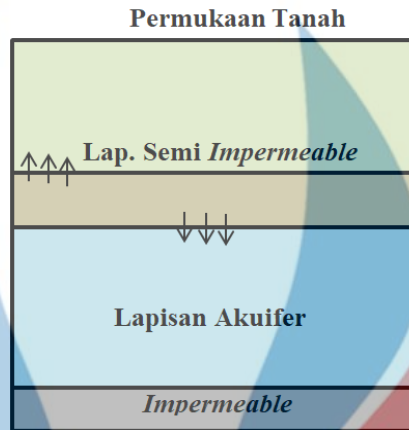 Permukaan Tanah
Lap. Semi Impermeable
Lapisan Akuifer
Impermeable